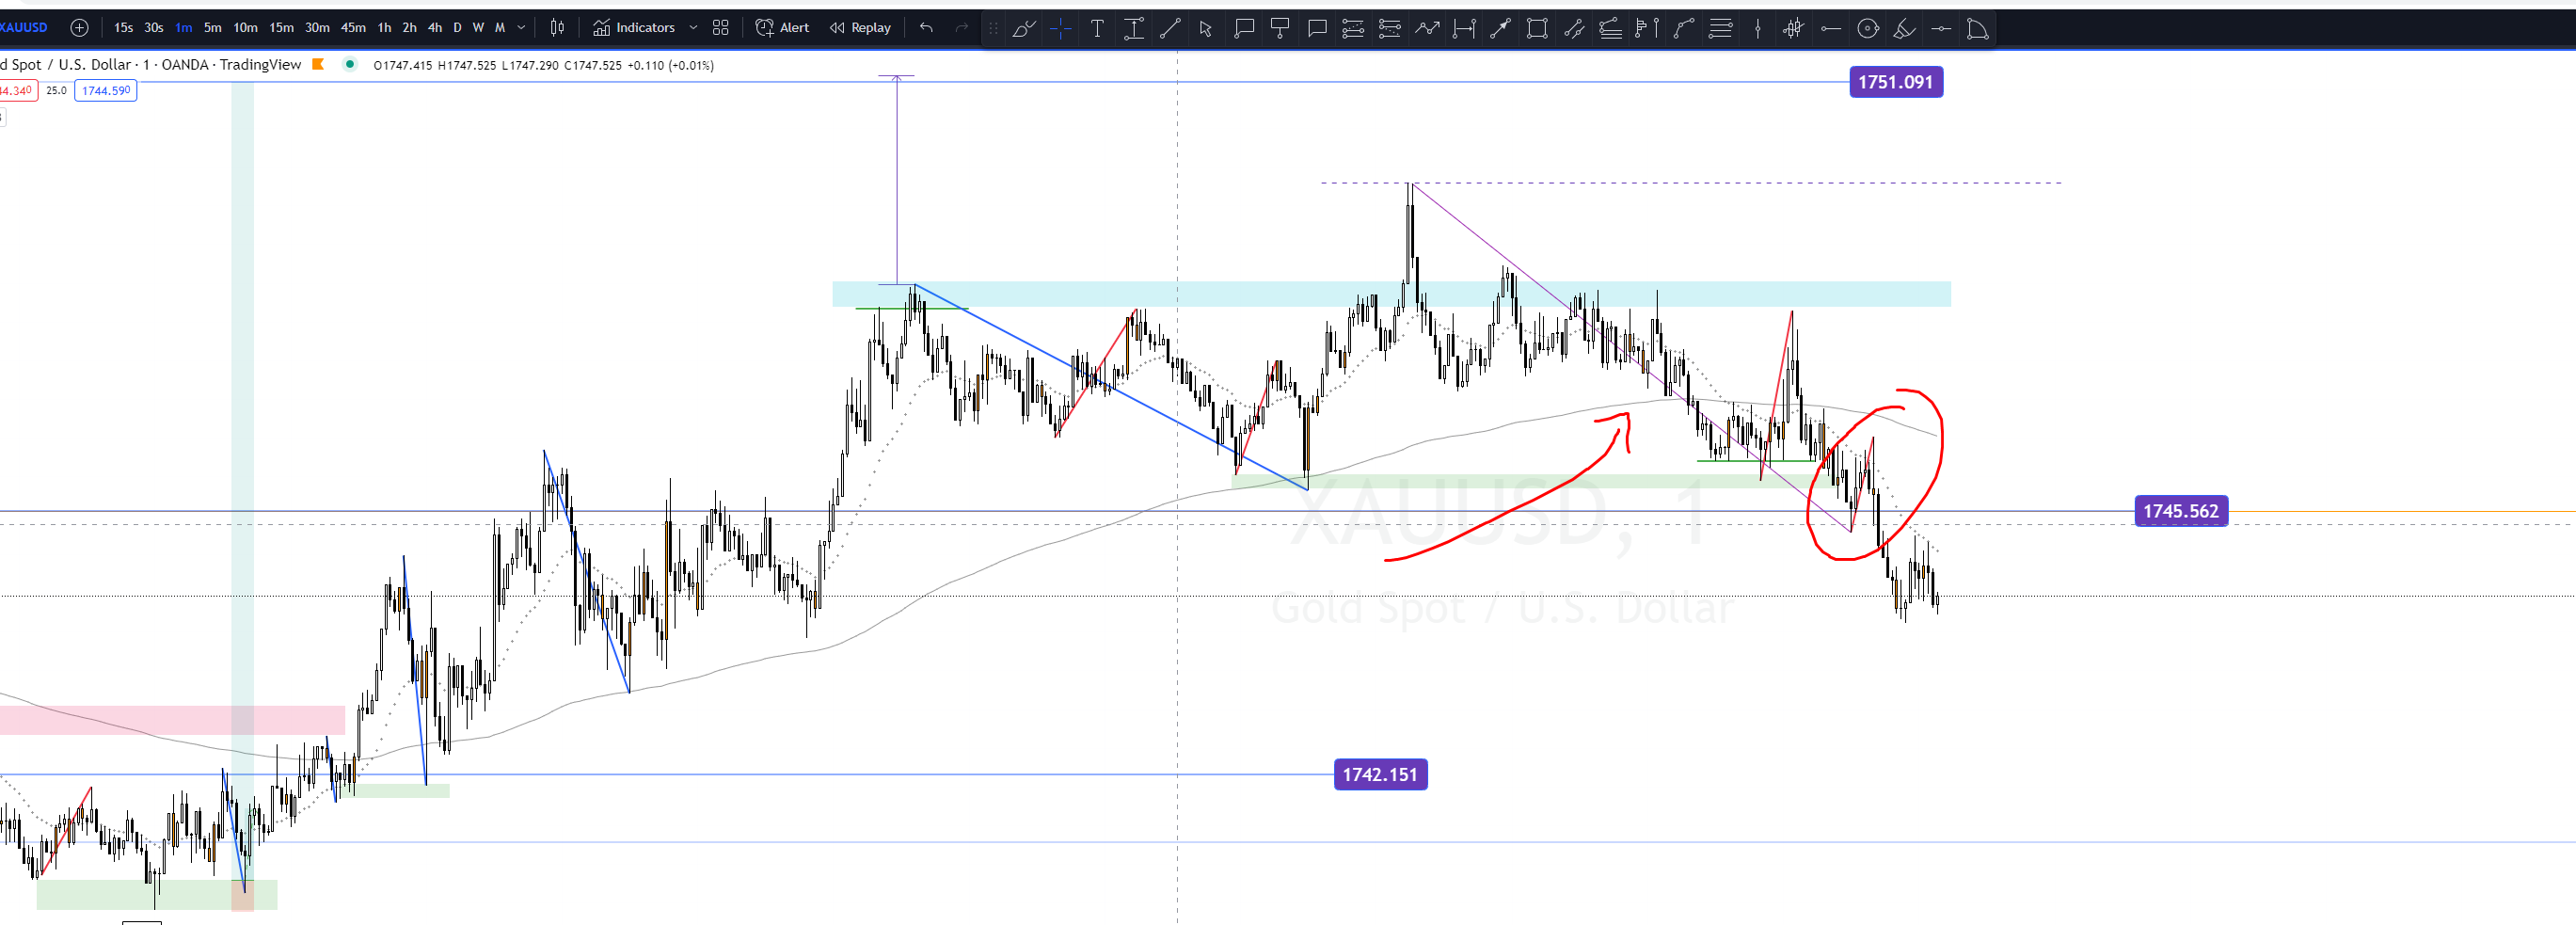 XAUUSD 15s 30s 1m 5m 10m 15m 30m 45m 1h 2h 4h D W M Indicators Alert Replay
d Spot / U.S. Dollar · 1 · OANDA · TradingView O1747.415 H1747.525 L1747.290 C1747.525 +0.110 (+0.01%)
44.340 25.0 1744.590
1751.091
XAUUSD, 1
1745.562
Gold Spot / U.S. Dollar
1742.151